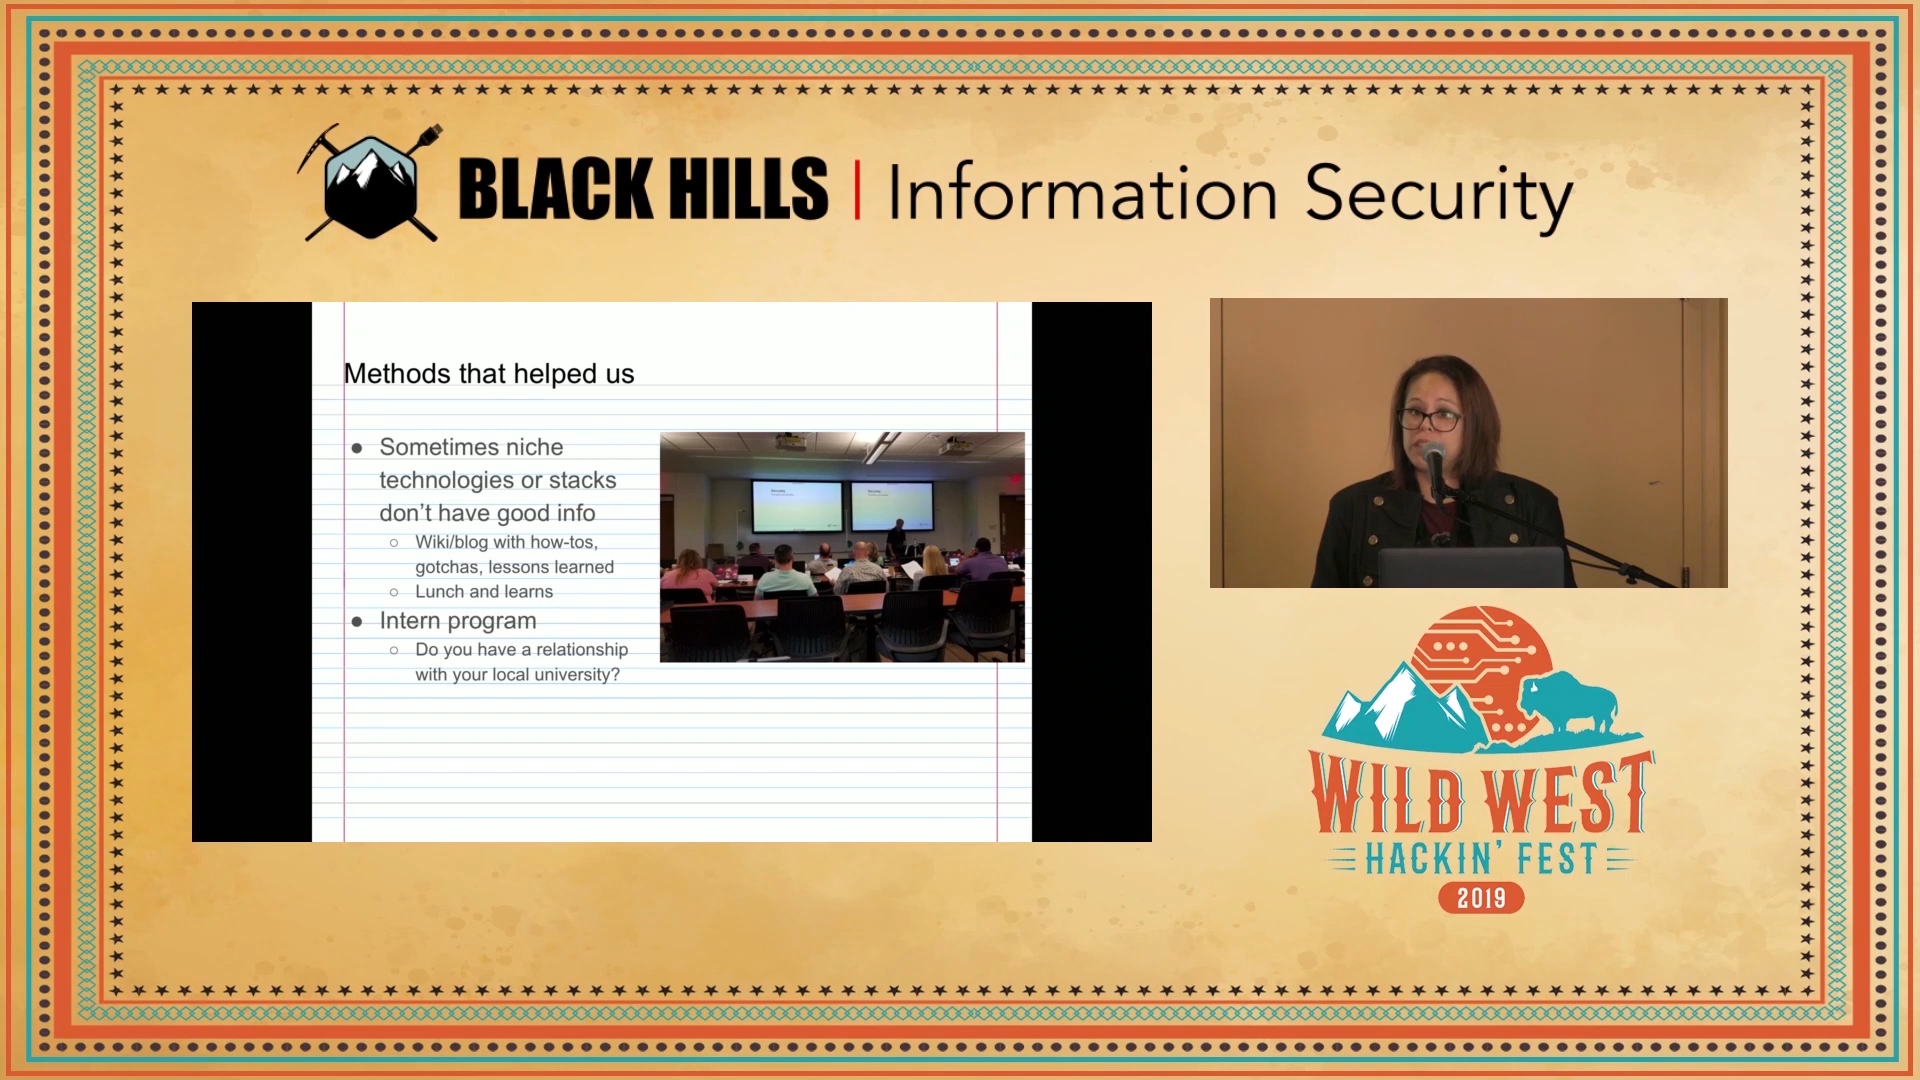 BLACK HILLS | Information Security
Methods that helped us
● Sometimes niche
technologies or stacks
don't have good info
○ Wiki/blog with how-tos,
gotchas, lessons learned
○ Lunch and learns
● Intern program
○ Do you have a relationship
with your local university?
WILD WEST
HACKIN' FEST
2019